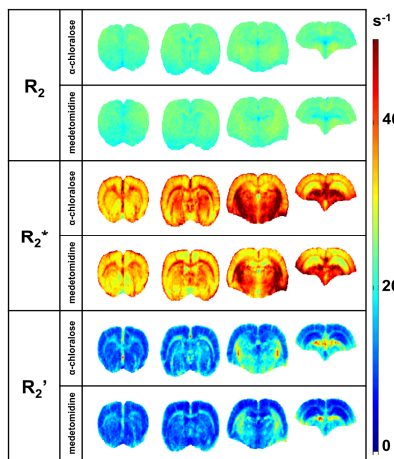 s⁻¹
R₂
α-chloralose
medetomidine
R₂*
α-chloralose
medetomidine
R₂’
α-chloralose
medetomidine
40
20
0